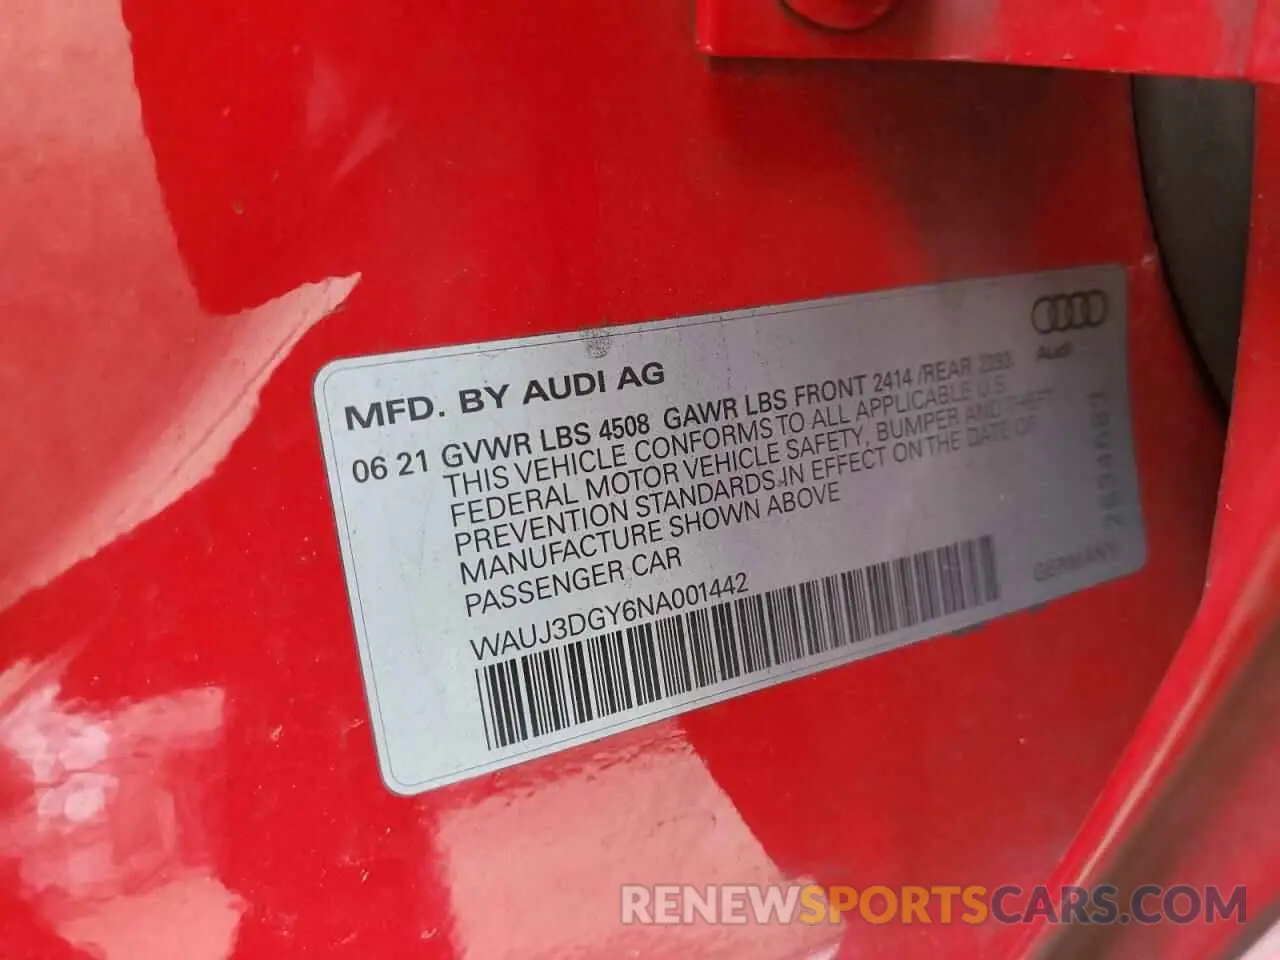 Audi
MFD. BY AUDI AG
06 21 GVWR LBS 4508 GAWR LBS FRONT 2414 /REAR
THIS VEHICLE CONFORMS TO ALL APPLICABLE U.S.
FEDERAL MOTOR VEHICLE SAFETY, BUMPER AND THEFT
PREVENTION STANDARDS IN EFFECT ON THE DATE OF
MANUFACTURE SHOWN ABOVE
PASSENGER CAR
WAUJ3DGY6NA001442
GERMANY
RENEWSPORTSCARS.COM